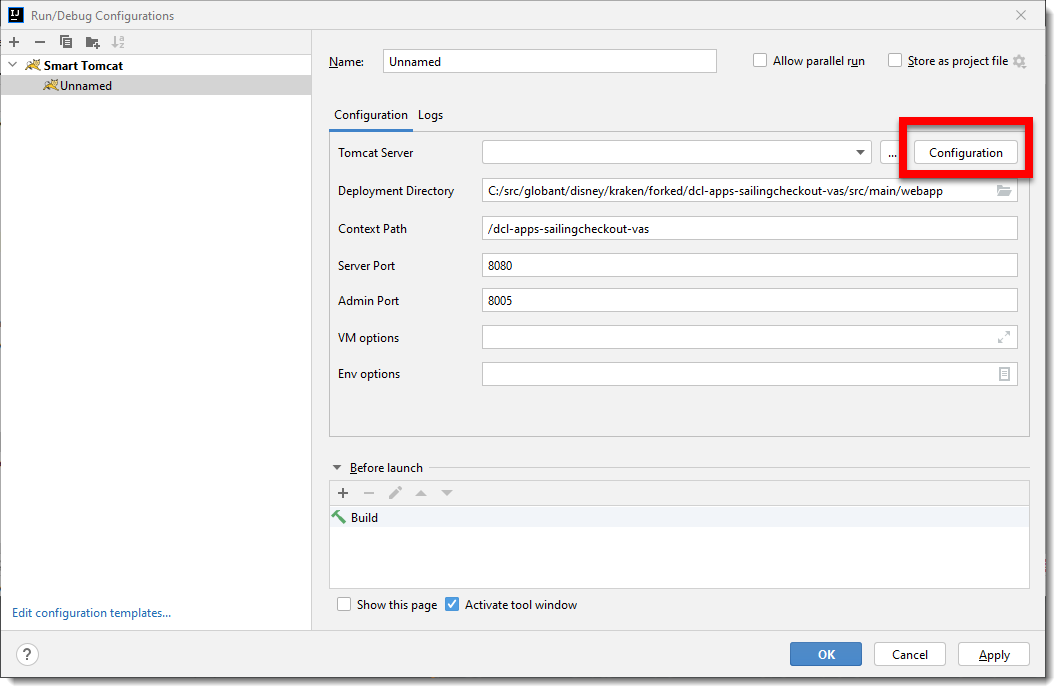 IJ
Run/Debug Configurations
Smart Tomcat
Unnamed
Name: Unnamed
Allow parallel run
Store as project file
Configuration Logs
Tomcat Server
...
Configuration
Deployment Directory C:/src/globant/disney/kraken/forked/dcl-apps-sailingcheckout-vas/src/main/webapp
Context Path /dcl-apps-sailingcheckout-vas
Server Port 8080
Admin Port 8005
VM options
Env options
Before launch
Build
Show this page
Activate tool window
Edit configuration templates...
?
OK Cancel Apply